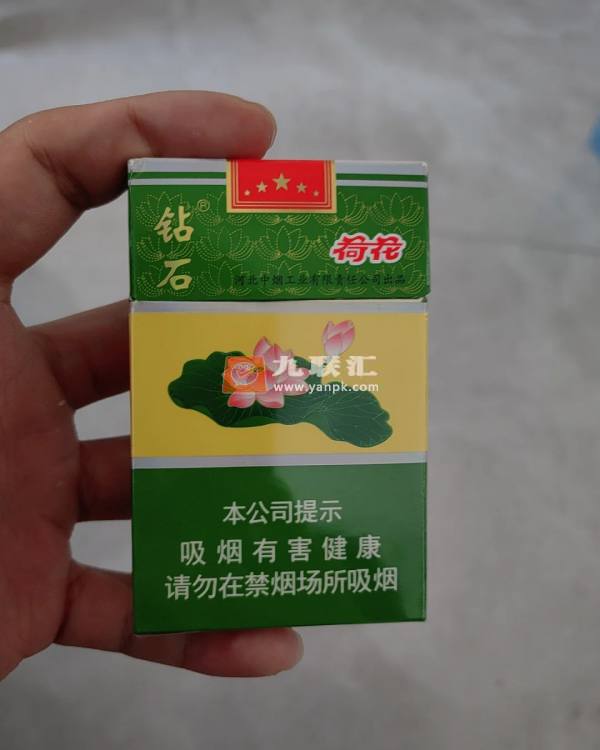 钻石®
荷花
河北中烟工业有限责任公司出品
九联汇
www.yanpk.com
本公司提示
吸烟有害健康
请勿在禁烟场所吸烟